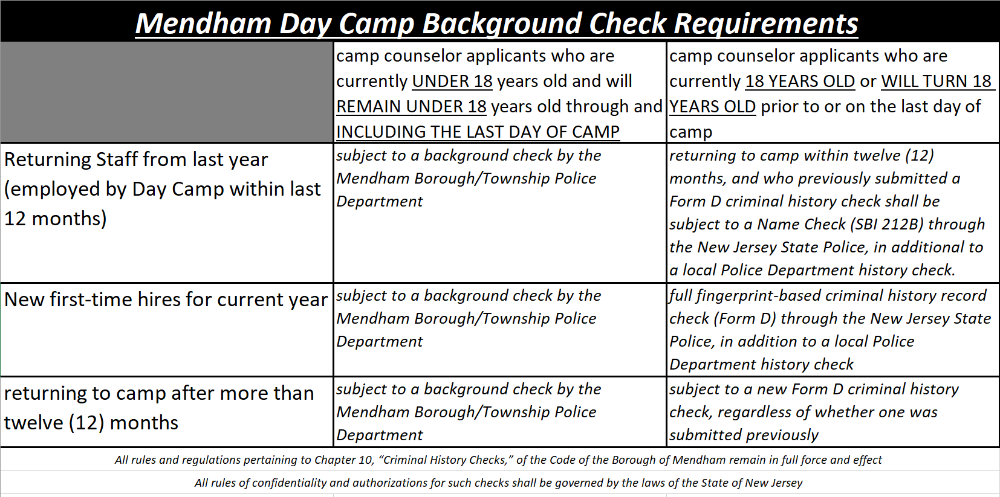 Mendham Day Camp Background Check Requirements
camp counselor applicants who are
currently UNDER 18 years old and will
REMAIN UNDER 18 years old through and
INCLUDING THE LAST DAY OF CAMP
camp counselor applicants who are
currently 18 YEARS OLD or WILL TURN 18
YEARS OLD prior to or on the last day of
camp
Returning Staff from last year
(employed by Day Camp within last
12 months)
subject to a background check by the
Mendham Borough/Township Police
Department
returning to camp within twelve (12)
months, and who previously submitted a
Form D criminal history check shall be
subject to a Name Check (SBI 212B) through
the New Jersey State Police, in additional to
a local Police Department history check.
New first-time hires for current year
subject to a background check by the
Mendham Borough/Township Police
Department
full fingerprint-based criminal history record
check (Form D) through the New Jersey State
Police, in addition to a local Police
Department history check
returning to camp after more than
twelve (12) months
subject to a background check by the
Mendham Borough/Township Police
Department
subject to a new Form D criminal history
check, regardless of whether one was
submitted previously
All rules and regulations pertaining to Chapter 10, “Criminal History Checks,” of the Code of the Borough of Mendham remain in full force and effect
All rules of confidentiality and authorizations for such checks shall be governed by the laws of the State of New Jersey